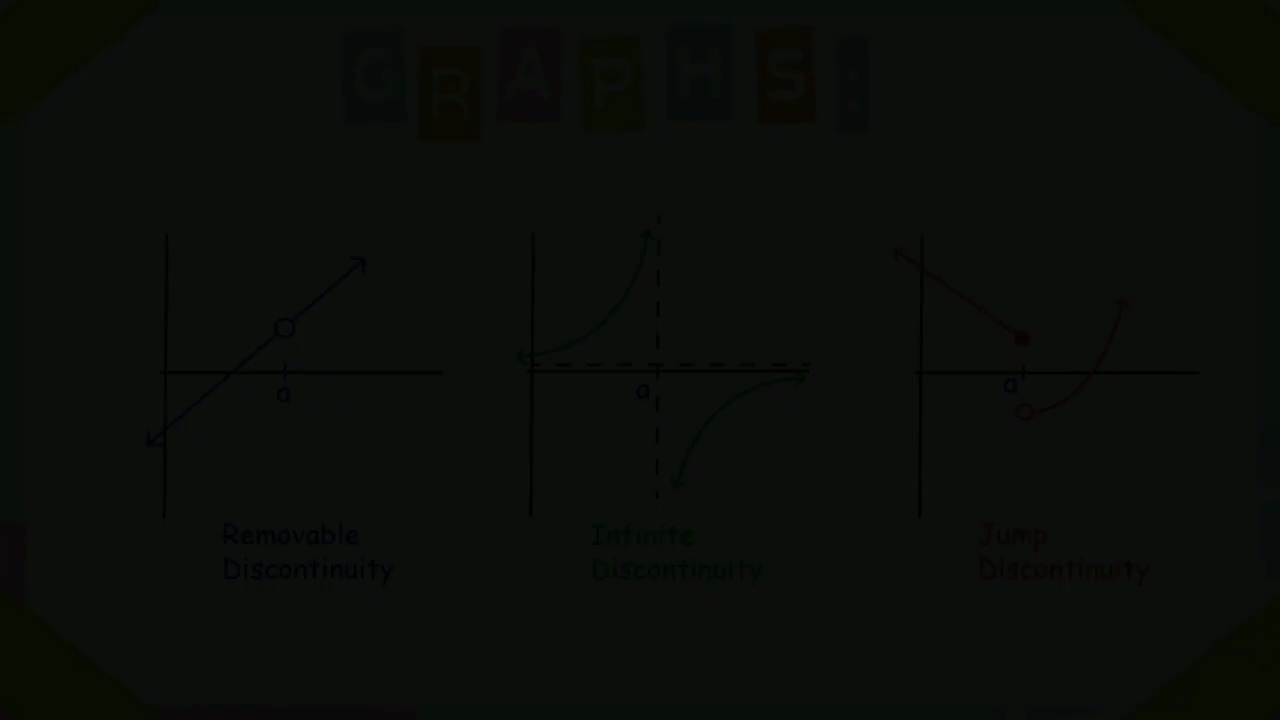 GRAPHS:
a
a
a
Removable
Discontinuity
Infinite
Discontinuity
Jump
Discontinuity